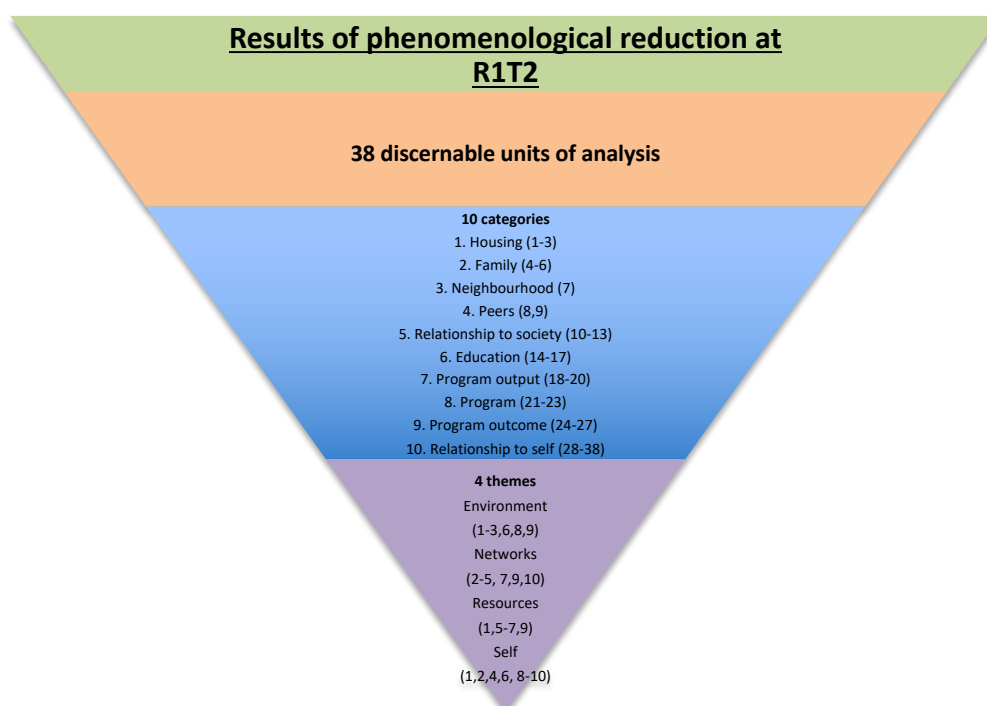 Results of phenomenological reduction at
R1T2
38 discernable units of analysis
10 categories
1. Housing (1-3)
2. Family (4-6)
3. Neighbourhood (7)
4. Peers (8,9)
5. Relationship to society (10-13)
6. Education (14-17)
7. Program output (18-20)
8. Program (21-23)
9. Program outcome (24-27)
10. Relationship to self (28-38)
4 themes
Environment
(1-3,6,8,9)
Networks
(2-5, 7,9,10)
Resources
(1,5-7,9)
Self
(1,2,4,6, 8-10)